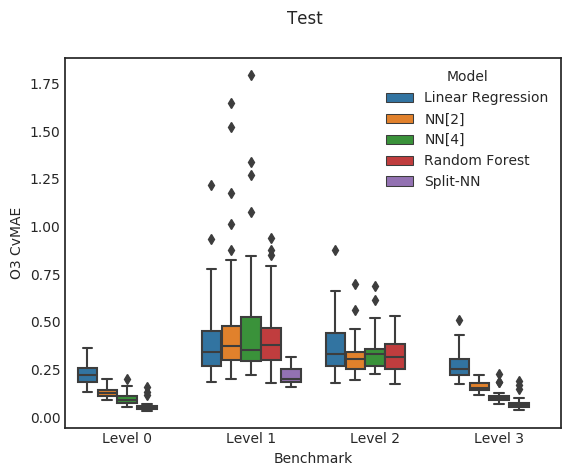 Test
O3 CvMAE
1.75
1.50
1.25
1.00
0.75
0.50
0.25
0.00
Model
Linear Regression
NN[2]
NN[4]
Random Forest
Split-NN
Level 0
Level 1
Level 2
Level 3
Benchmark